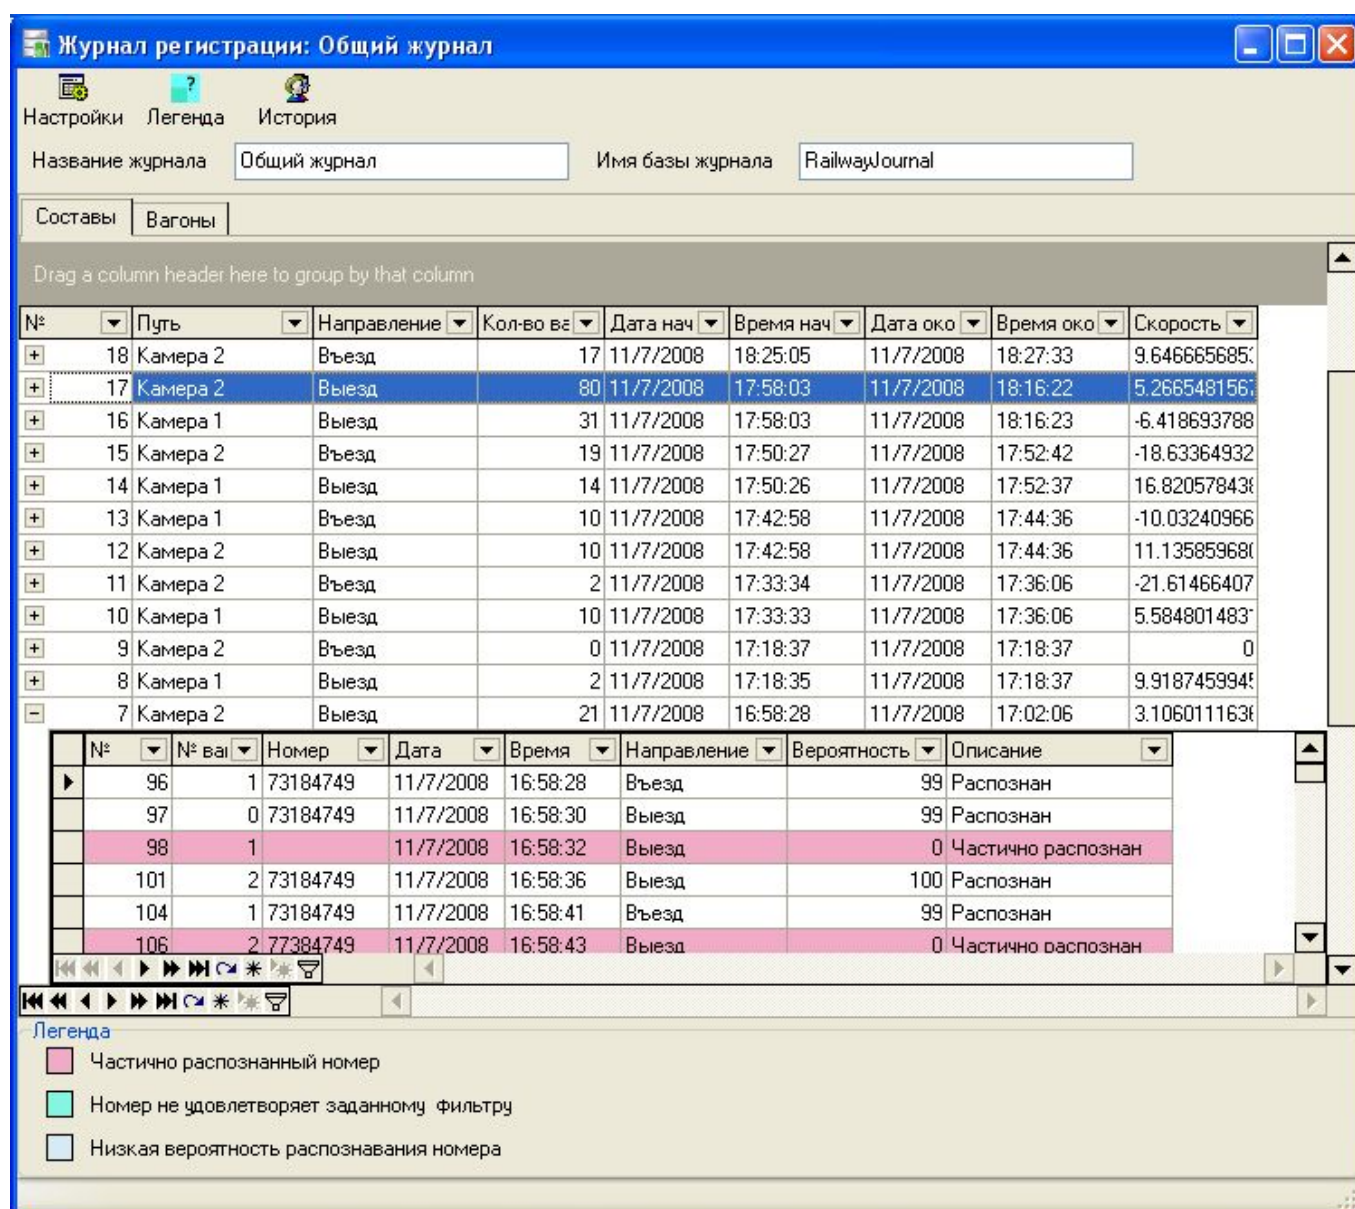 Журнал регистрации: Общий журнал
Настройки Легенда История
Название журнала Общий журнал Имя базы журнала RailwayJournal
Составы Вагоны
Drag a column header here to group by that column
№ Путь Направление Кол-во ва Дата нач Время нач Дата око Время око Скорость
18 Камера 2 Въезд 17 11/7/2008 18:25:05 11/7/2008 18:27:33 9.646665685
17 Камера 2 Выезд 80 11/7/2008 17:58:03 11/7/2008 18:16:22 5.266548156
16 Камера 1 Выезд 31 11/7/2008 17:58:03 11/7/2008 18:16:23 -6.418693788
15 Камера 2 Въезд 19 11/7/2008 17:50:27 11/7/2008 17:52:42 -18.63364932
14 Камера 1 Выезд 14 11/7/2008 17:50:26 11/7/2008 17:52:37 16.82057843
13 Камера 1 Въезд 10 11/7/2008 17:42:58 11/7/2008 17:44:36 -10.03240966
12 Камера 2 Выезд 10 11/7/2008 17:42:58 11/7/2008 17:44:36 11.13585968
11 Камера 2 Въезд 2 11/7/2008 17:33:34 11/7/2008 17:36:06 -21.61466407
10 Камера 1 Выезд 10 11/7/2008 17:33:33 11/7/2008 17:36:06 5.584801483
9 Камера 2 Въезд 0 11/7/2008 17:18:37 11/7/2008 17:18:37 0
8 Камера 1 Выезд 2 11/7/2008 17:18:35 11/7/2008 17:18:37 9.918745994
7 Камера 2 Выезд 21 11/7/2008 16:58:28 11/7/2008 17:02:06 3.106011163
№ № ваг Номер Дата Время Направление Вероятность Описание
96 1 73184749 11/7/2008 16:58:28 Въезд 99 Распознан
97 0 73184749 11/7/2008 16:58:30 Выезд 99 Распознан
98 1 11/7/2008 16:58:32 Выезд 0 Частично распознан
101 2 73184749 11/7/2008 16:58:36 Выезд 100 Распознан
104 1 73184749 11/7/2008 16:58:41 Въезд 99 Распознан
106 2 77384749 11/7/2008 16:58:43 Выезд 0 Частично распознан
Легенда
Частично распознанный номер
Номер не удовлетворяет заданному фильтру
Низкая вероятность распознавания номера